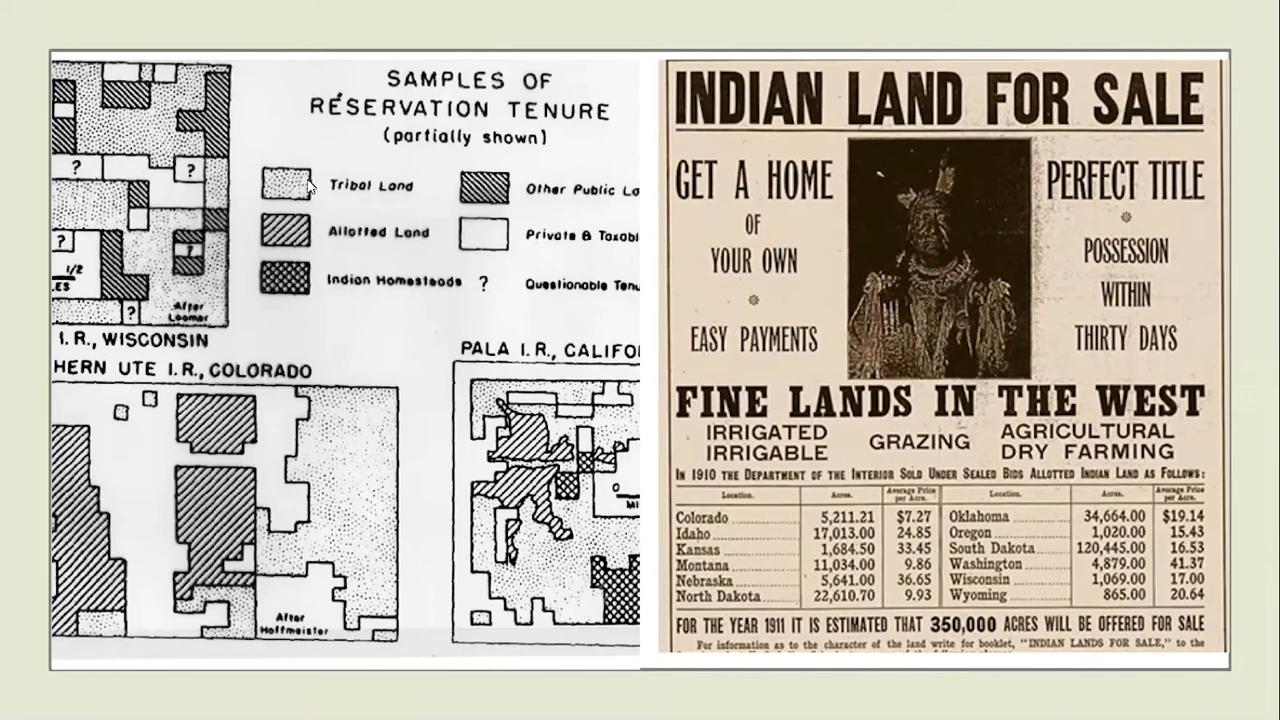 SAMPLES OF
RÉSERVATION TENURE
(partially shown)
Tribal Land
Other Public La
Allotted Land
Private & Taxabl
Indian Homesteads
?
Questionable Tenu
?
?
?
?
?
1/2
LES
After
Loomer
I.R., WISCONSIN
HERN UTE I.R., COLORADO
After
Hoffmeister
PALA I.R., CALIFO
0
MI
INDIAN LAND FOR SALE
GET A HOME
OF
YOUR OWN
EASY PAYMENTS
PERFECT TITLE
POSSESSION
WITHIN
THIRTY DAYS
FINE LANDS IN THE WEST
IRRIGATED
IRRIGABLE
GRAZING
AGRICULTURAL
DRY FARMING
IN 1910 THE DEPARTMENT OF THE INTERIOR SOLD UNDER SEALED BIDS ALLOTTED INDIAN LAND AS FOLLOWS:
Location. Acres. Average Price per Acre. Location. Acres. Average Price per Acre.
Colorado 5,211.21 $7.27 Oklahoma 34,664.00 $19.14
Idaho 17,013.00 24.85 Oregon 1,020.00 15.43
Kansas 1,684.50 33.45 South Dakota 120,445.00 16.53
Montana 11,034.00 9.86 Washington 4,879.00 41.37
Nebraska 5,641.00 36.65 Wisconsin 1,069.00 17.00
North Dakota 22,610.70 9.93 Wyoming 865.00 20.64
FOR THE YEAR 1911 IT IS ESTIMATED THAT 350,000 ACRES WILL BE OFFERED FOR SALE
For information as to the character of the land write for booklet, "INDIAN LANDS FOR SALE," to the